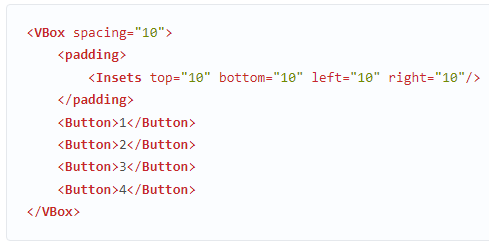 <VBox spacing="10">
    <padding>
        <Insets top="10" bottom="10" left="10" right="10"/>
    </padding>
    <Button>1</Button>
    <Button>2</Button>
    <Button>3</Button>
    <Button>4</Button>
</VBox>